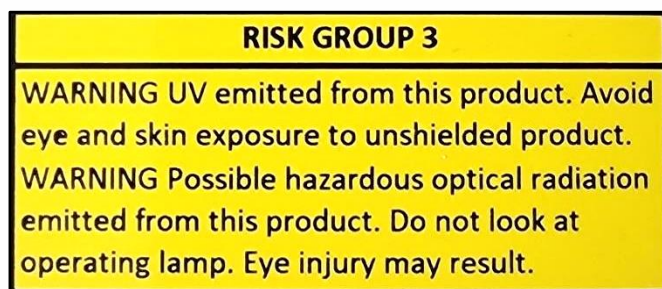 RISK GROUP 3
WARNING UV emitted from this product. Avoid
eye and skin exposure to unshielded product.
WARNING Possible hazardous optical radiation
emitted from this product. Do not look at
operating lamp. Eye injury may result.